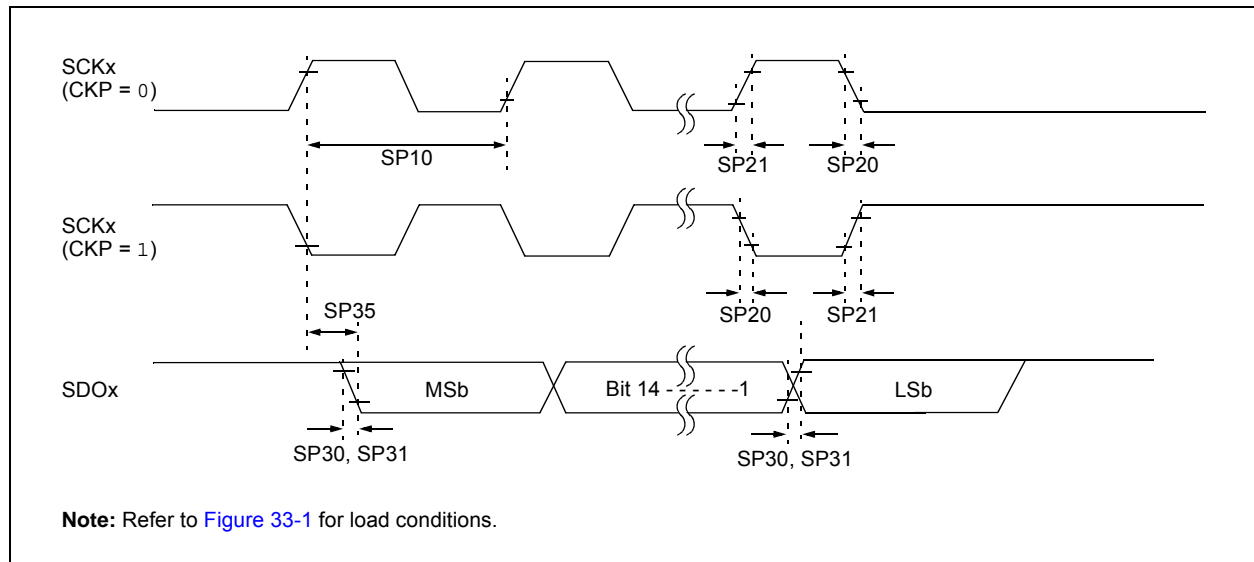 SCKx
(CKP = 0)
SP10
SP21
SP20
SCKx
(CKP = 1)
SP35
SP20
SP21
SDOx
MSb
Bit 14 - - - - - -1
LSb
SP30, SP31
SP30, SP31
Note: Refer to Figure 33-1 for load conditions.